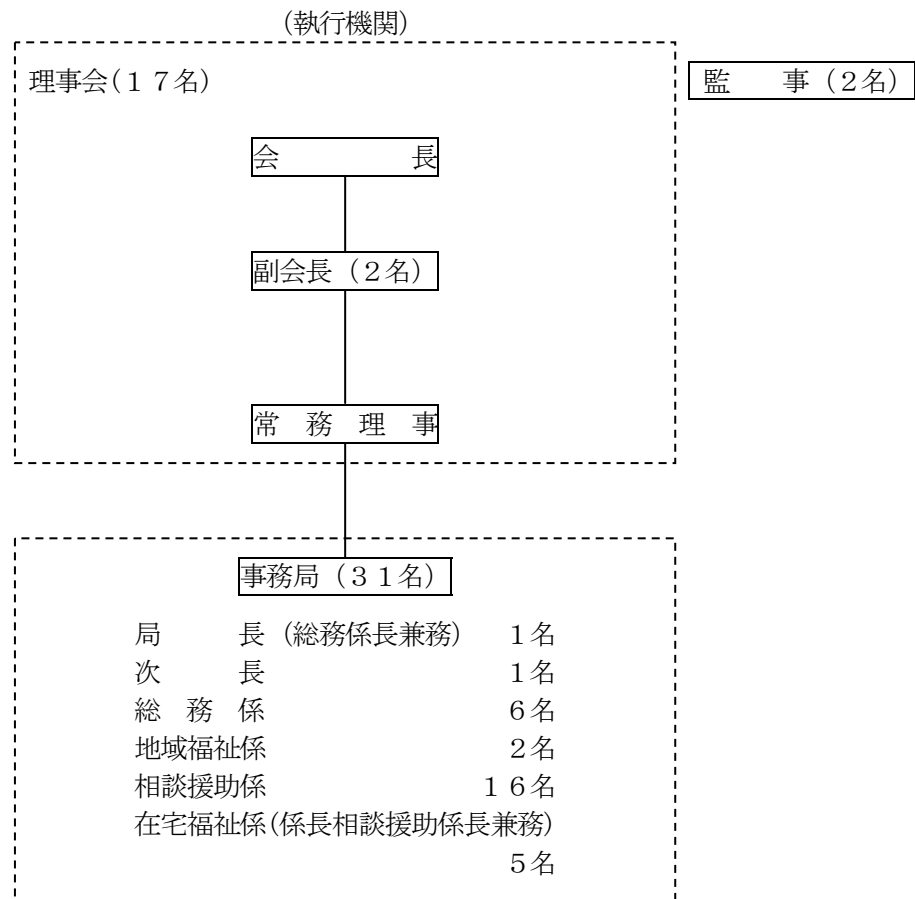 (執行機関)
理事会(１７名)
監　　事（２名）
会　　　　　長
副会長（２名）
常　務　理　事
事務局（３１名）
局　　　長（総務係長兼務)　１名
次　　　長　１名
総　務　係　６名
地域福祉係　２名
相談援助係　１６名
在宅福祉係(係長相談援助係長兼務)
５名